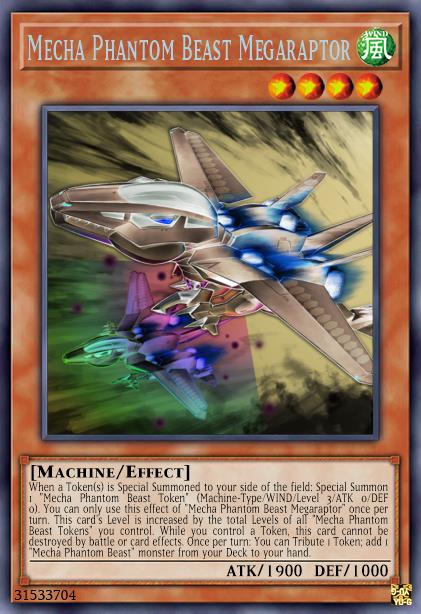 MECHA PHANTOM BEAST MEGARAPTOR
WIND
風
[MACHINE/EFFECT]
When a Token(s) is Special Summoned to your side of the field: Special Summon
1 "Mecha Phantom Beast Token" (Machine-Type/WIND/Level 3/ATK 0/DEF
0). You can only use this effect of "Mecha Phantom Beast Megaraptor" once per
turn. This card's Level is increased by the total Levels of all "Mecha Phantom
Beast Tokens" you control. While you control a Token, this card cannot be
destroyed by battle or card effects. Once per turn: You can Tribute 1 Token; add 1
"Mecha Phantom Beast" monster from your Deck to your hand.
ATK/1900 DEF/1000
31533704